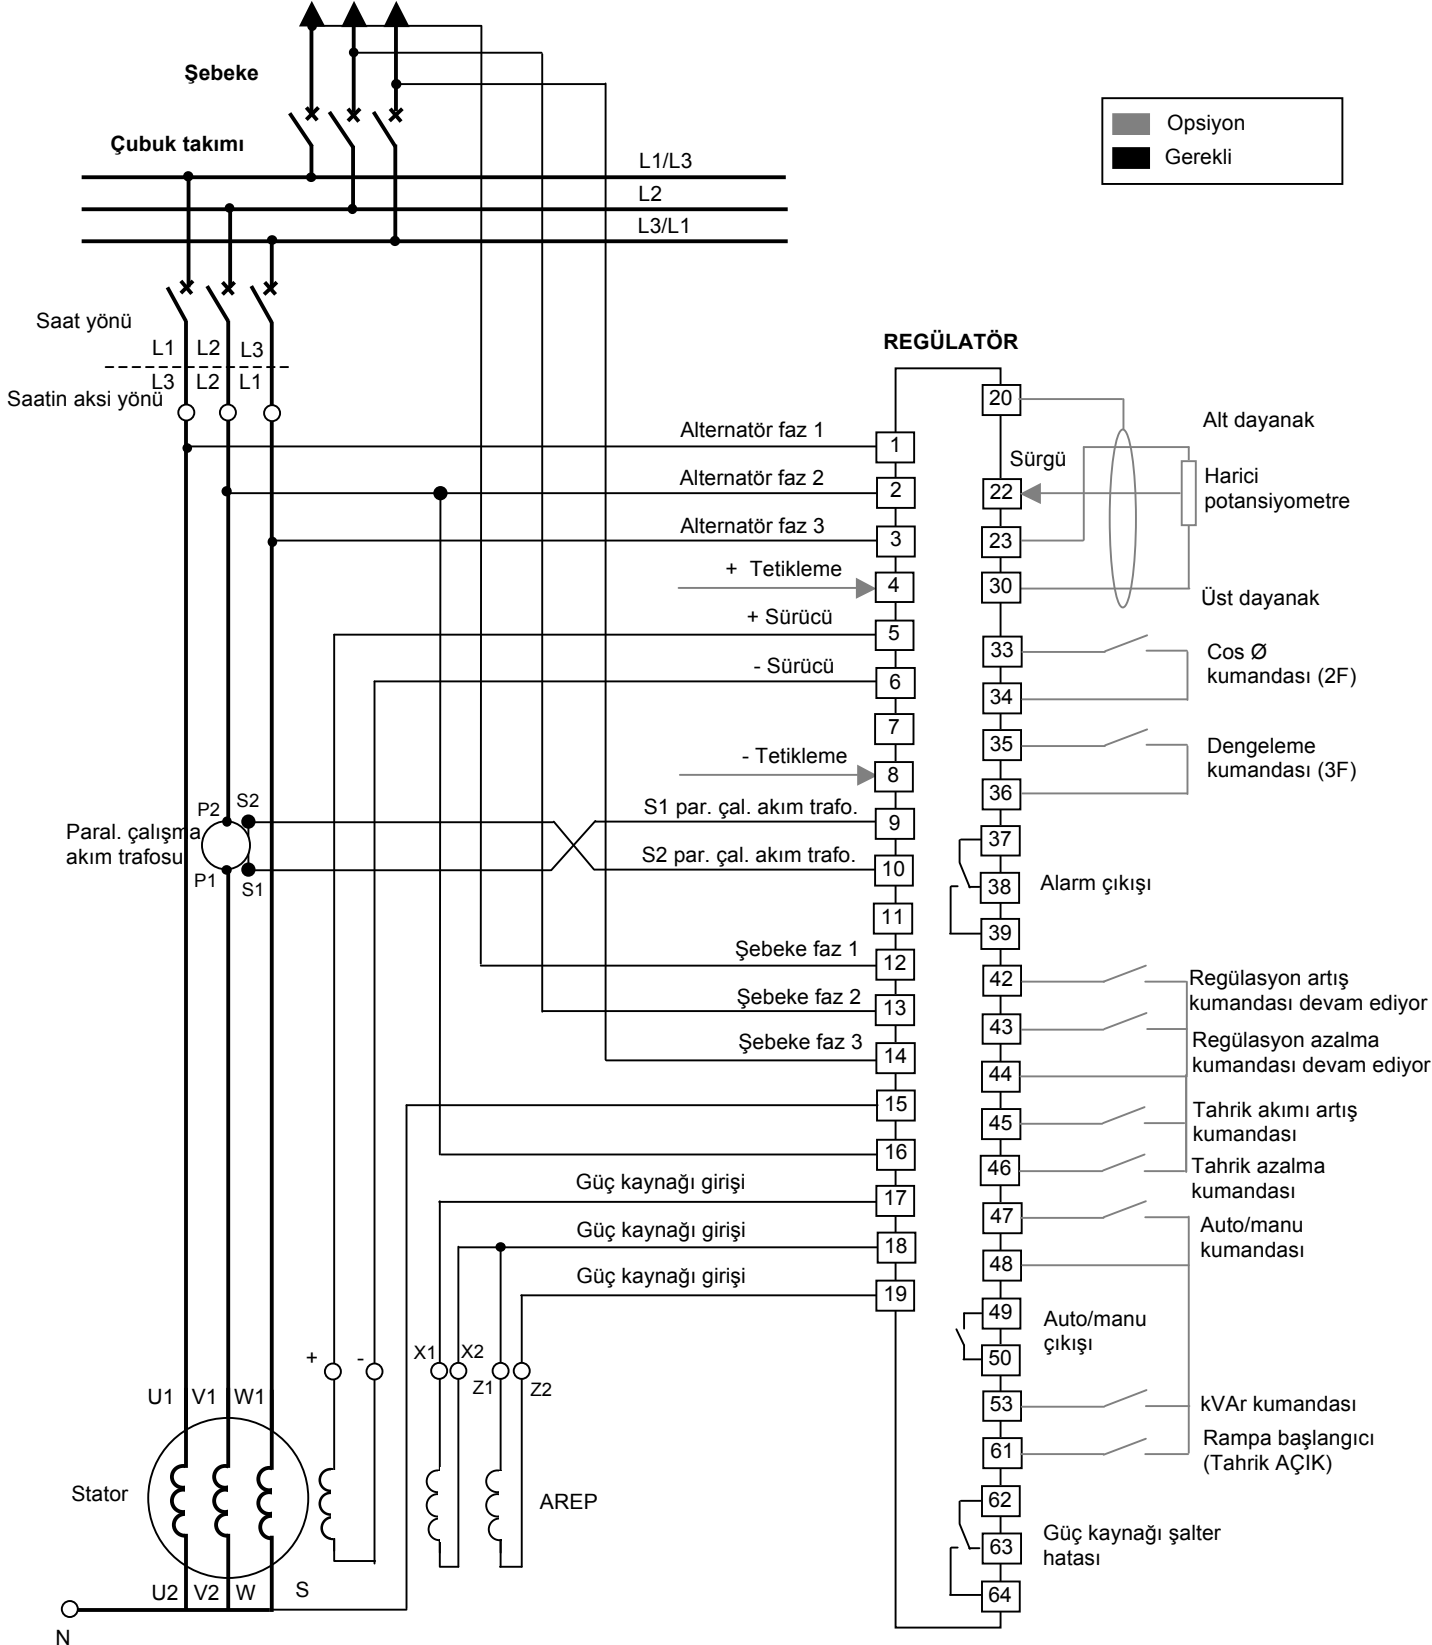 Şebeke
Çubuk takımı
L1/L3
L2
L3/L1
Opsiyon
Gerekli
Saat yönü
L1 L2 L3
L3 L2 L1
Saatin aksi yönü
REGÜLATÖR
Alternatör faz 1
1
Alternatör faz 2
2
Alternatör faz 3
3
+ Tetikleme
4
+ Sürücü
5
- Sürücü
6
7
- Tetikleme
8
S1 par. çal. akım trafo.
9
S2 par. çal. akım trafo.
10
11
Şebeke faz 1
12
Şebeke faz 2
13
Şebeke faz 3
14
15
16
Güç kaynağı girişi
17
Güç kaynağı girişi
18
Güç kaynağı girişi
19
20
Alt dayanak
Sürgü
22
Harici
potansiyometre
23
30
Üst dayanak
33
Cos Ø
kumandası (2F)
34
35
Dengeleme
kumandası (3F)
36
37
38
Alarm çıkışı
39
42
Regülasyon artış
kumandası devam ediyor
43
Regülasyon azalma
kumandası devam ediyor
44
45
Tahrik akımı artış
kumandası
46
Tahrik azalma
kumandası
47
Auto/manu
kumandası
48
49
Auto/manu
çıkışı
50
53
kVAr kumandası
61
Rampa başlangıcı
(Tahrik AÇIK)
62
63
Güç kaynağı şalter
hatası
64
P2 S2
Paral. çalışma
akım trafosu
P1 S1
+ - X1 X2
Z1 Z2
U1 V1 W1
Stator
AREP
U2 V2 W S
N